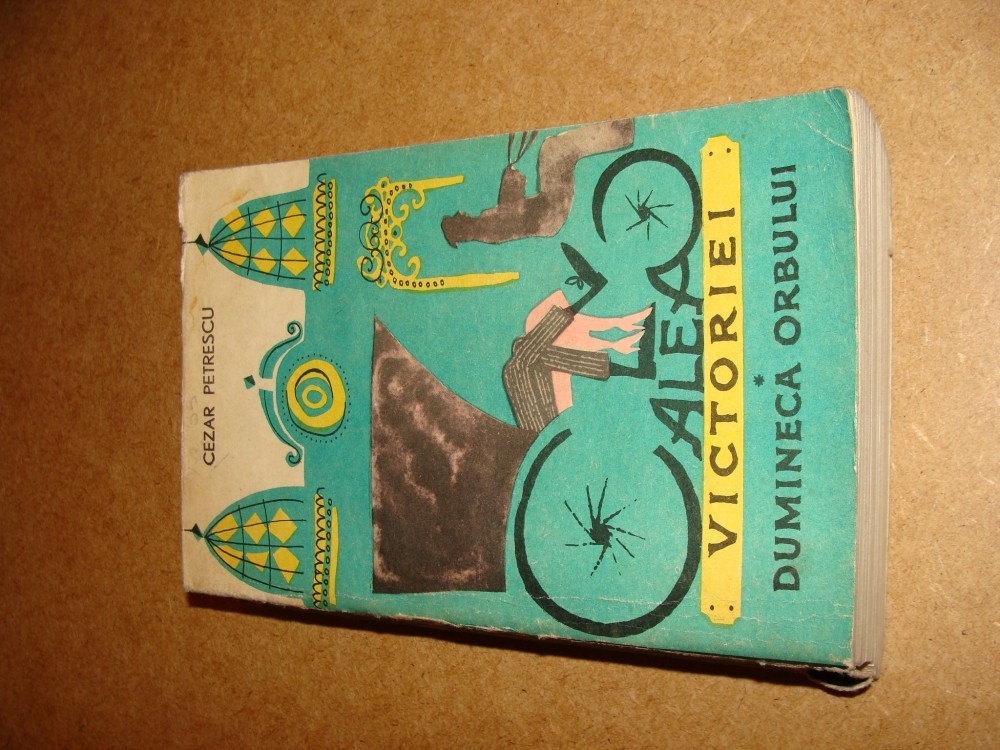 CEZAR PETRESCU
CALEA
VICTORIEI
*
DUMINECA ORBULUI